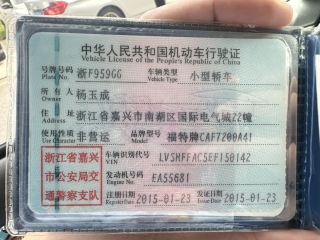 中华人民共和国机动车行驶证
Vehicle License of the People's Republic of China
号牌号码 浙F959GG 车辆类型 小型轿车
Plate No. Vehicle Type
所有人 杨玉成
Owner
住址 浙江省嘉兴市南湖区国际电气城22幢
Address
使用性质 非营运 品牌型号 福特牌CAF7200A41
浙江省嘉兴市公安局交通警察支队
车辆识别代号 LVSMFFAC5EF150142
VIN
发动机号码 EA55681
Engine No.
注册日期 2015-01-23 发证日期 2015-01-23
Register Date Issue Date